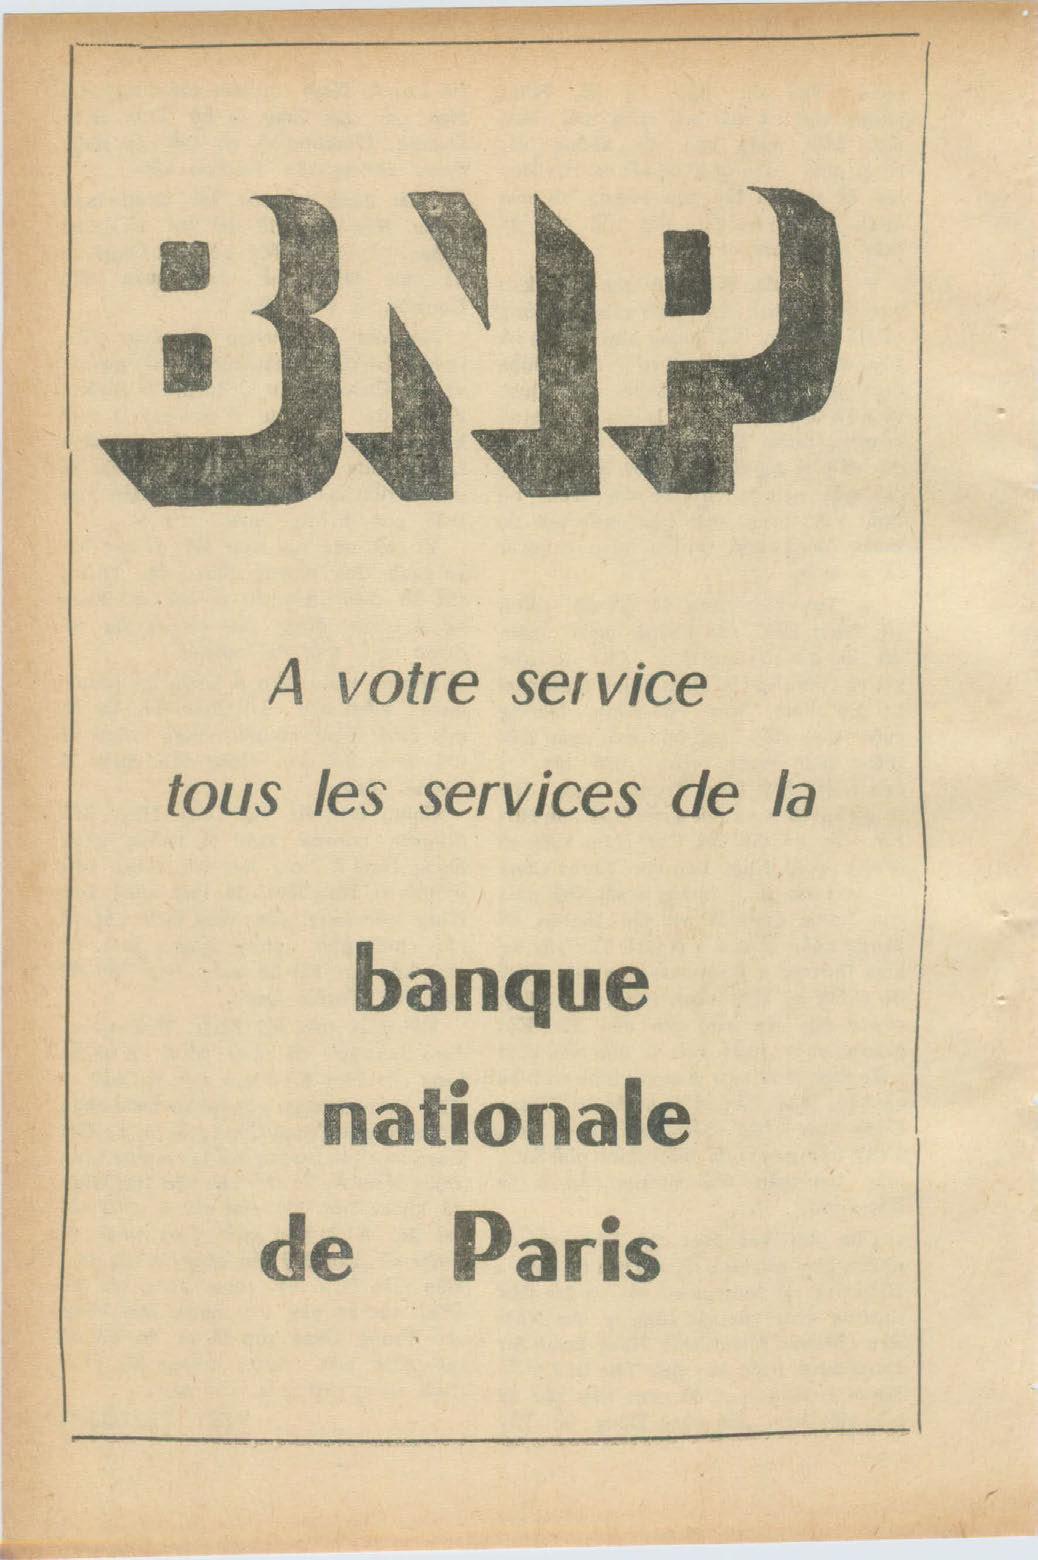 BNP
A votre service
tous les services de la
banque
nationale
de Paris